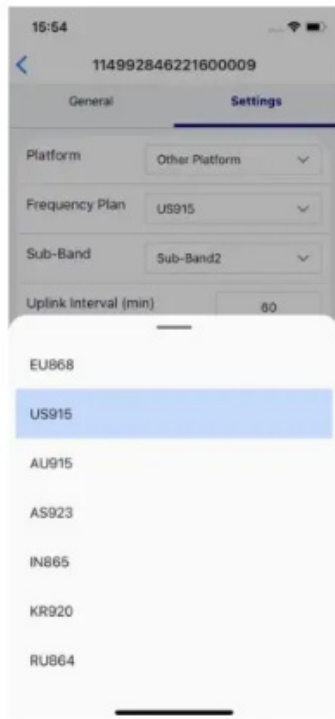 15:54
114992846221600009
General Settings
Platform Other Platform
Frequency Plan US915
Sub-Band Sub-Band2
Uplink Interval (min) 60
EU868
US915
AU915
AS923
IN865
KR920
RU864